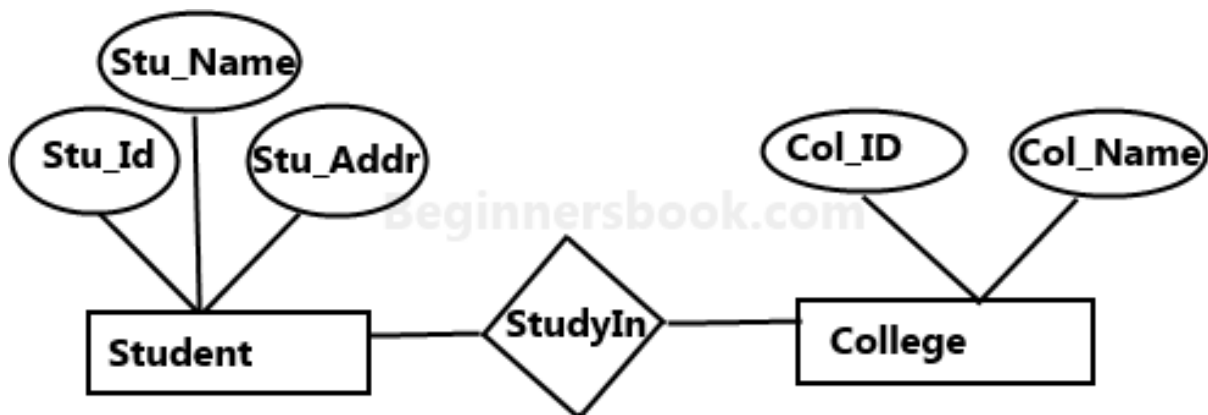 Stu_Name
Stu_Id
Stu_Addr
Col_ID
Col_Name
Beginnersbook.com
StudyIn
Student
College